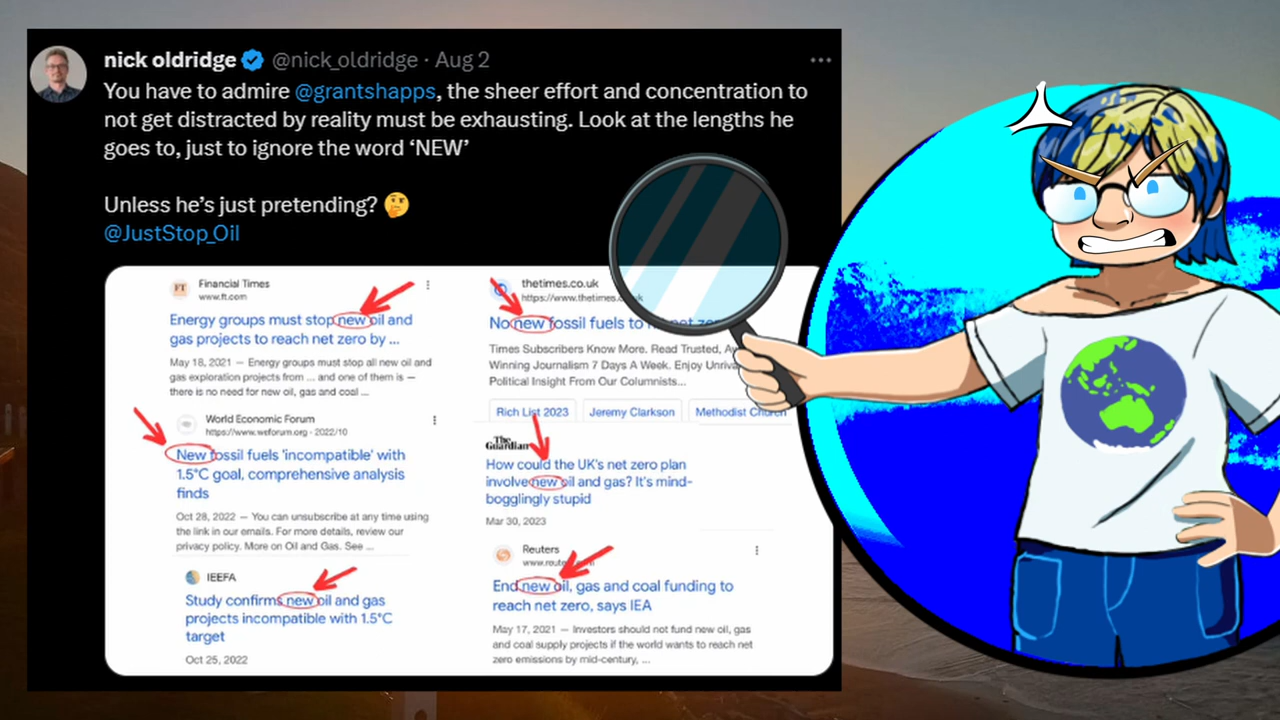 nick oldridge @nick_oldridge · Aug 2
You have to admire @grantshapps, the sheer effort and concentration to
not get distracted by reality must be exhausting. Look at the lengths he
goes to, just to ignore the word ‘NEW’
Unless he’s just pretending? 🤔
@JustStop_Oil
FT
Financial Times
www.ft.com
Energy groups must stop new oil and
gas projects to reach net zero by ...
May 18, 2021 — Energy groups must stop all new oil and
gas exploration projects from ... and one of them is —
there is no need for new oil, gas and coal ...
World Economic Forum
https://www.weforum.org › 2022/10
New fossil fuels 'incompatible' with
1.5°C goal, comprehensive analysis
finds
Oct 28, 2022 — You can unsubscribe at any time using
the link in our emails. For more details, review our
privacy policy. More on Oil and Gas. See ...
IEEFA
Study confirms new oil and gas
projects incompatible with 1.5°C
target
Oct 25, 2022
thetimes.co.uk
https://www.thetimes.co.uk
No new fossil fuels to net
Times Subscribers Know More. Read Trusted,
Winning Journalism 7 Days A Week. Enjoy
Political Insight From Our Columnists...
Rich List 2023 Jeremy Clarkson Methodist Church
The Guardian
How could the UK's net zero plan
involve new oil and gas? It's mind-
bogglingly stupid
Mar 30, 2023
Reuters
End new oil, gas and coal funding to
reach net zero, says IEA
May 17, 2021 — Investors should not fund new oil, gas
and coal supply projects if the world wants to reach net
zero emissions by mid-century, ...